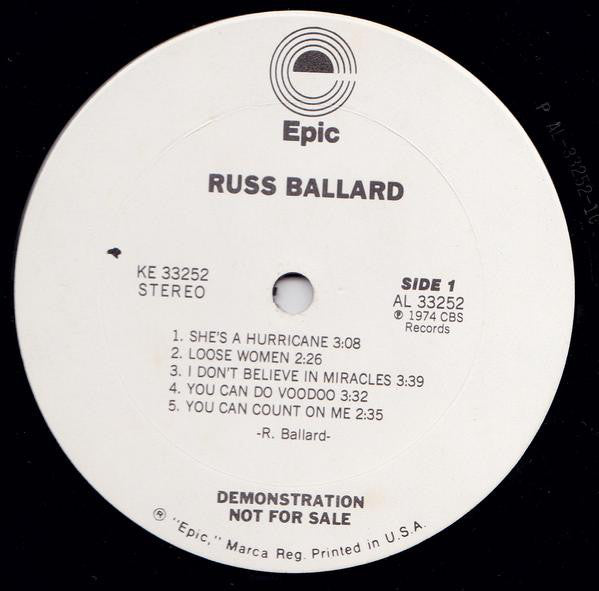 Epic
RUSS BALLARD
KE 33252
STEREO
SIDE 1
AL 33252
℗ 1974 CBS
Records
1. SHE'S A HURRICANE 3:08
2. LOOSE WOMEN 2:26
3. I DON'T BELIEVE IN MIRACLES 3:39
4. YOU CAN DO VOODOO 3:32
5. YOU CAN COUNT ON ME 2:35
-R. Ballard-
DEMONSTRATION
NOT FOR SALE
® "Epic," Marca Reg. Printed in U.S.A.
P AL-33252-1C